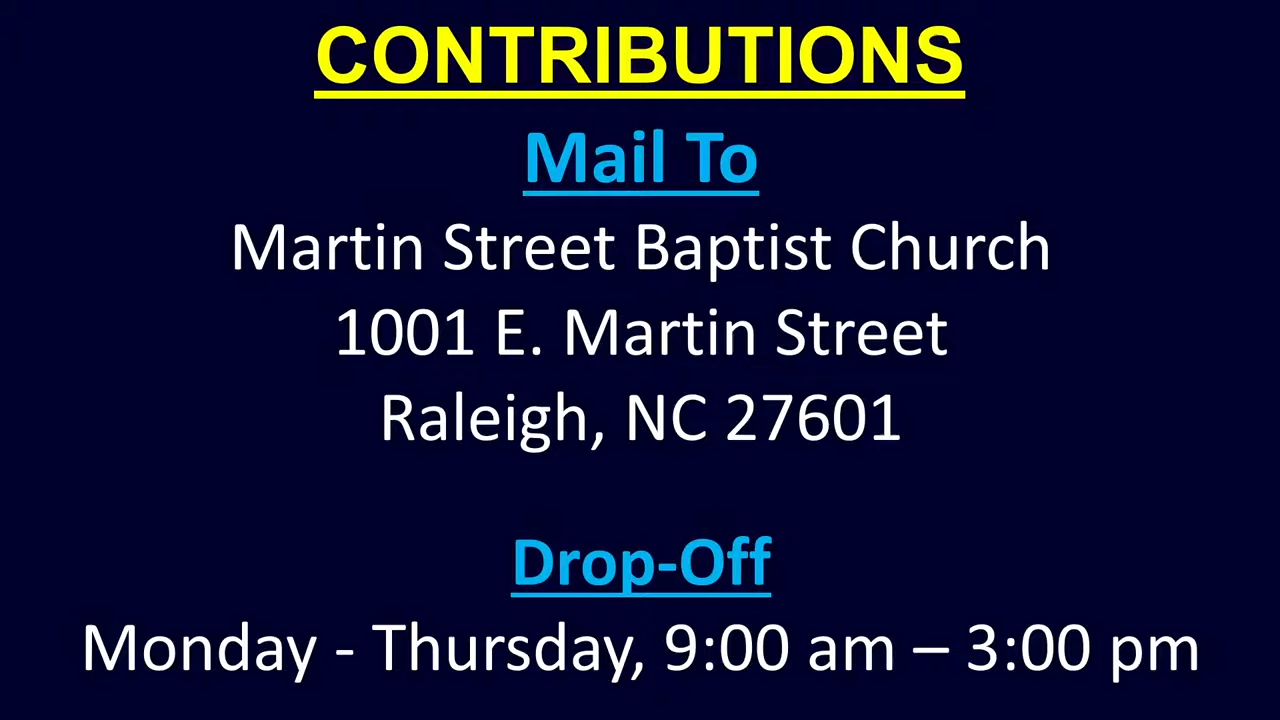 CONTRIBUTIONS
Mail To
Martin Street Baptist Church
1001 E. Martin Street
Raleigh, NC 27601
Drop-Off
Monday - Thursday, 9:00 am – 3:00 pm